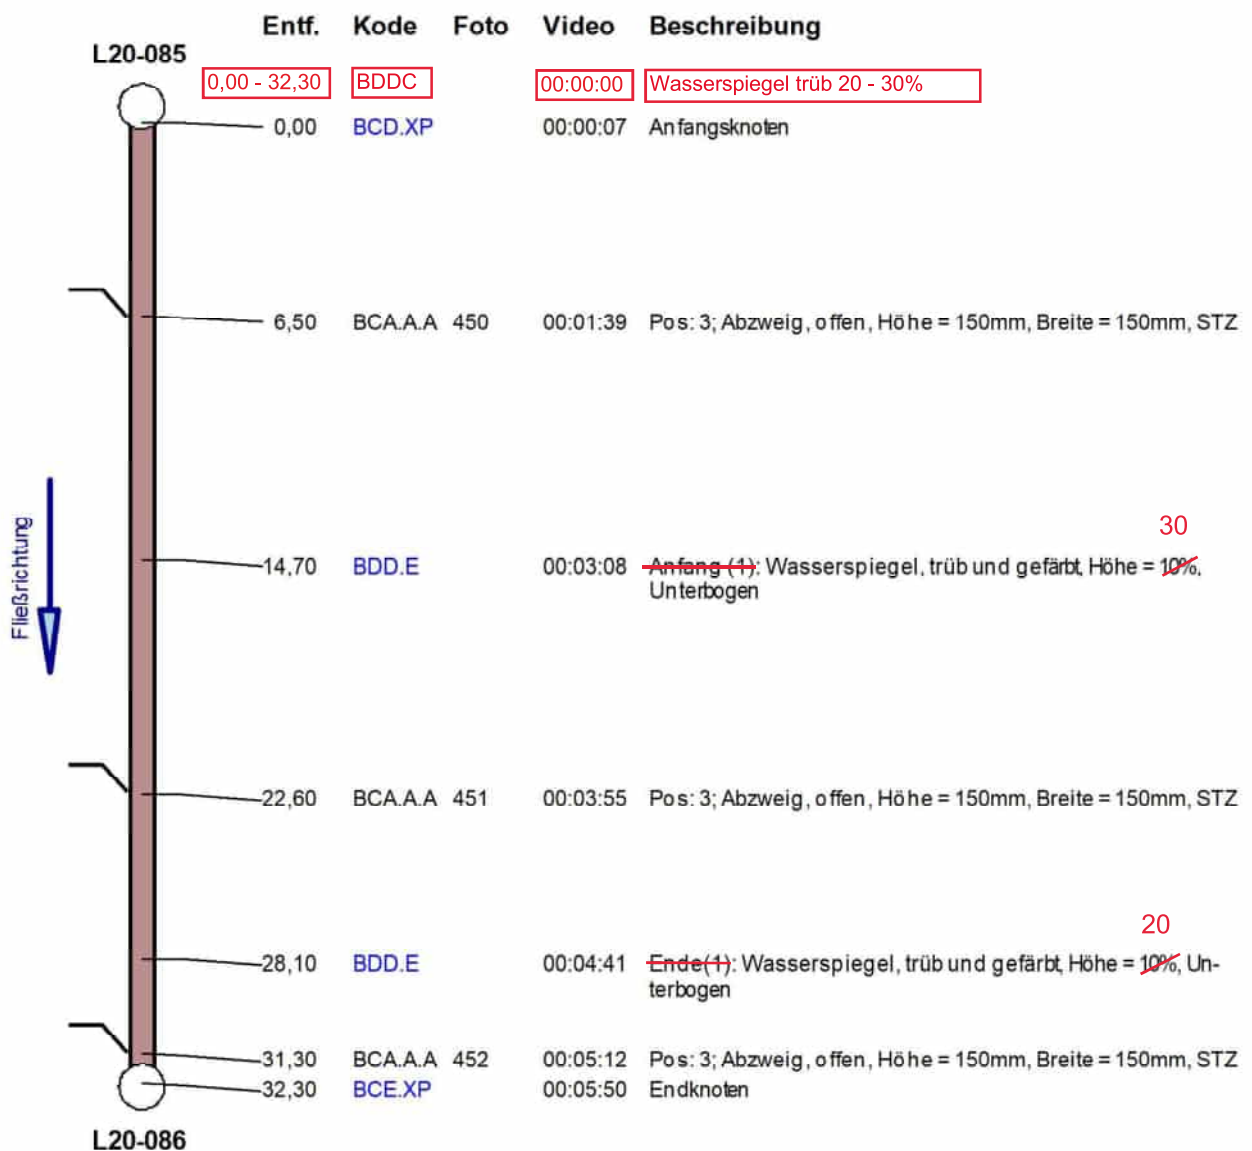 Entf. Kode Foto Video Beschreibung
L20-085
0,00 - 32,30 BDDC 00:00:00 Wasserspiegel trüb 20 - 30%
0,00 BCD.XP 00:00:07 Anfangsknoten
6,50 BCA.A.A 450 00:01:39 Pos: 3; Abzweig, offen, Höhe = 150mm, Breite = 150mm, STZ
30
14,70 BDD.E 00:03:08 Anfang (1): Wasserspiegel, trüb und gefärbt, Höhe = 10%,
Unterbogen
Fließrichtung
22,60 BCA.A.A 451 00:03:55 Pos: 3; Abzweig, offen, Höhe = 150mm, Breite = 150mm, STZ
20
28,10 BDD.E 00:04:41 Ende(1): Wasserspiegel, trüb und gefärbt, Höhe = 10%, Un-
terbogen
31,30 BCA.A.A 452 00:05:12 Pos: 3; Abzweig, offen, Höhe = 150mm, Breite = 150mm, STZ
32,30 BCE.XP 00:05:50 Endknoten
L20-086